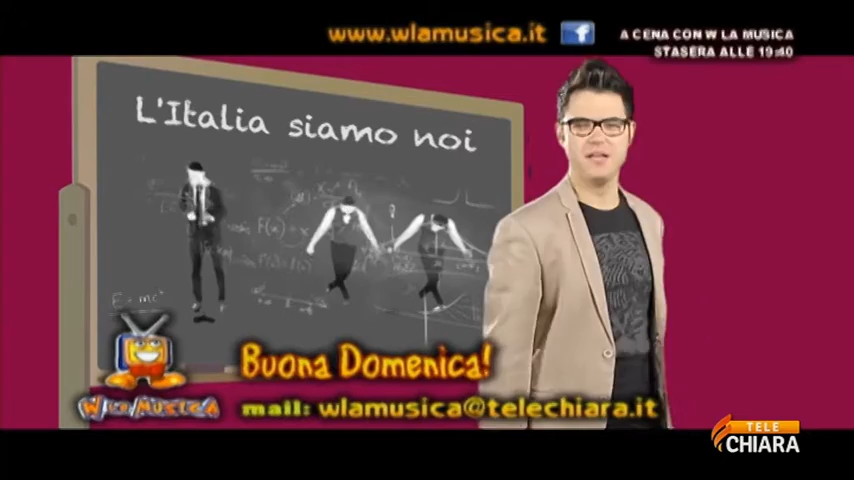 www.wlamusica.it
f
A CENA CON W LA MUSICA
STASERA ALLE 19:40
L'Italia siamo noi
E=mc²
Buona Domenica!
W LA MUSICA
mail: wlamusica@telechiara.it
TELE
CHIARA